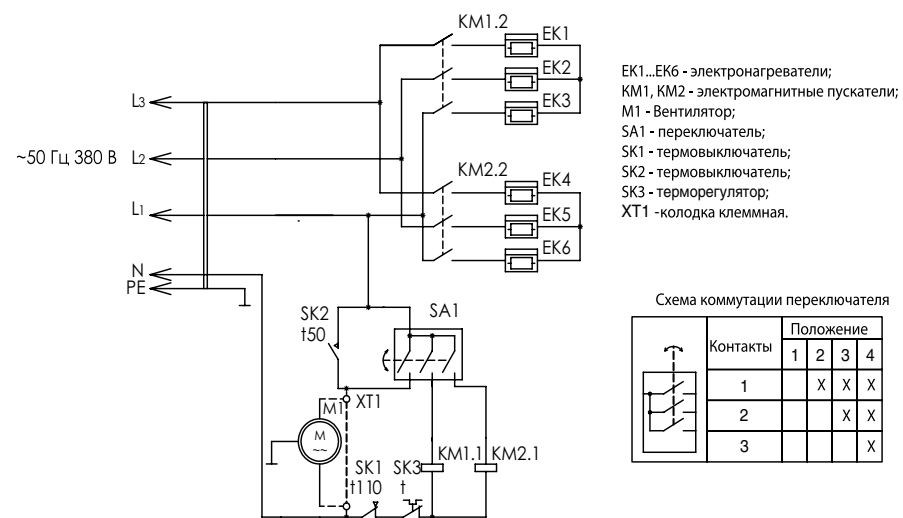 KM1.2
EK1
EK2
EK3
L3
~50 Гц 380 В L2
KM2.2
EK4
EK5
EK6
L1
N
PE
SK2
t50
SA1
M1
XT1
M
~~
SK1
t110
SK3
t
KM1.1
KM2.1
EK1...EK6 - электронагреватели;
KM1, KM2 - электромагнитные пускатели;
M1 - Вентилятор;
SA1 - переключатель;
SK1 - термовыключатель;
SK2 - термовыключатель;
SK3 - терморегулятор;
XT1 -колодка клеммная.
Схема коммутации переключателя
Контакты Положение
1 2 3 4
1 X X X
2 X X
3 X